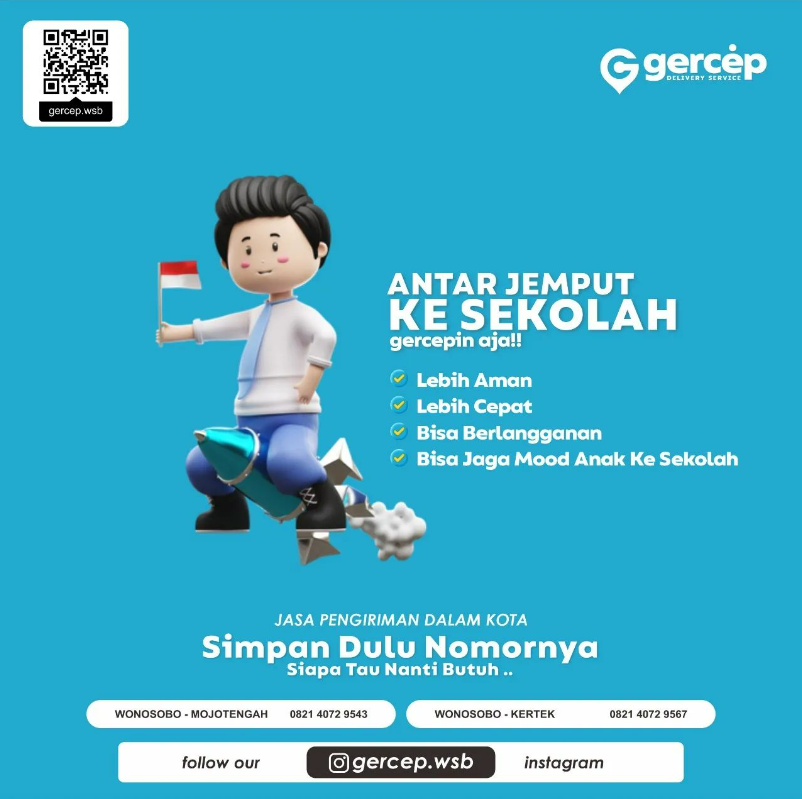 gercep.wsb
gercep
DELIVERY SERVICE
ANTAR JEMPUT
KE SEKOLAH
gercepin aja!!
Lebih Aman
Lebih Cepat
Bisa Berlangganan
Bisa Jaga Mood Anak Ke Sekolah
JASA PENGIRIMAN DALAM KOTA
Simpan Dulu Nomornya
Siapa Tau Nanti Butuh ..
WONOSOBO - MOJOTENGAH 0821 4072 9543
WONOSOBO - KERTEK 0821 4072 9567
follow our gercep.wsb instagram